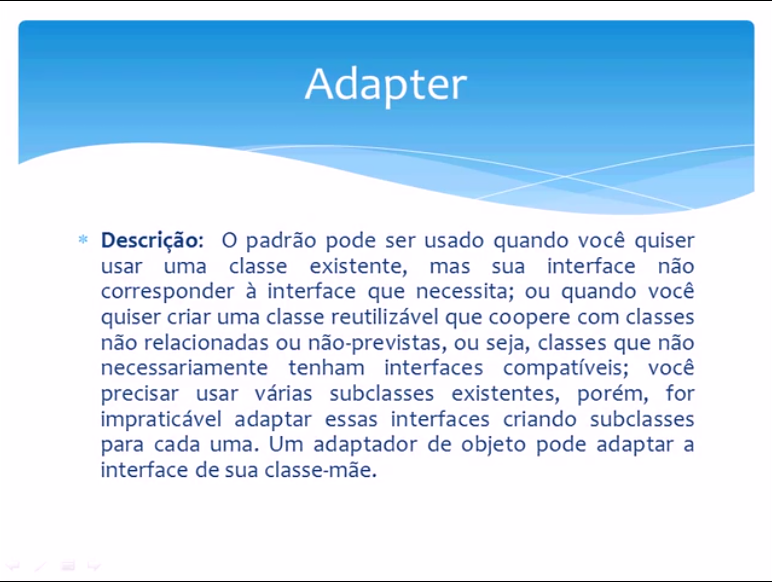 Adapter
Descrição: O padrão pode ser usado quando você quiser
usar uma classe existente, mas sua interface não
corresponder à interface que necessita; ou quando você
quiser criar uma classe reutilizável que coopere com classes
não relacionadas ou não-previstas, ou seja, classes que não
necessariamente tenham interfaces compatíveis; você
precisar usar várias subclasses existentes, porém, for
impraticável adaptar essas interfaces criando subclasses
para cada uma. Um adaptador de objeto pode adaptar a
interface de sua classe-mãe.